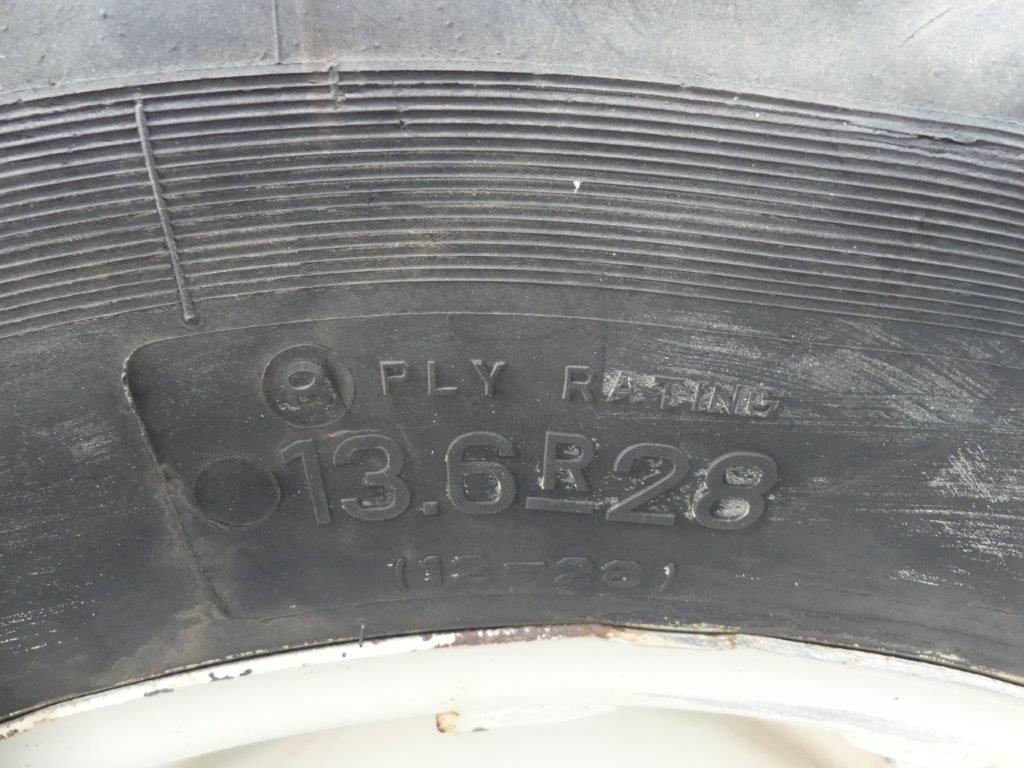 8 PLY RATING
13.6R28
(12-28)